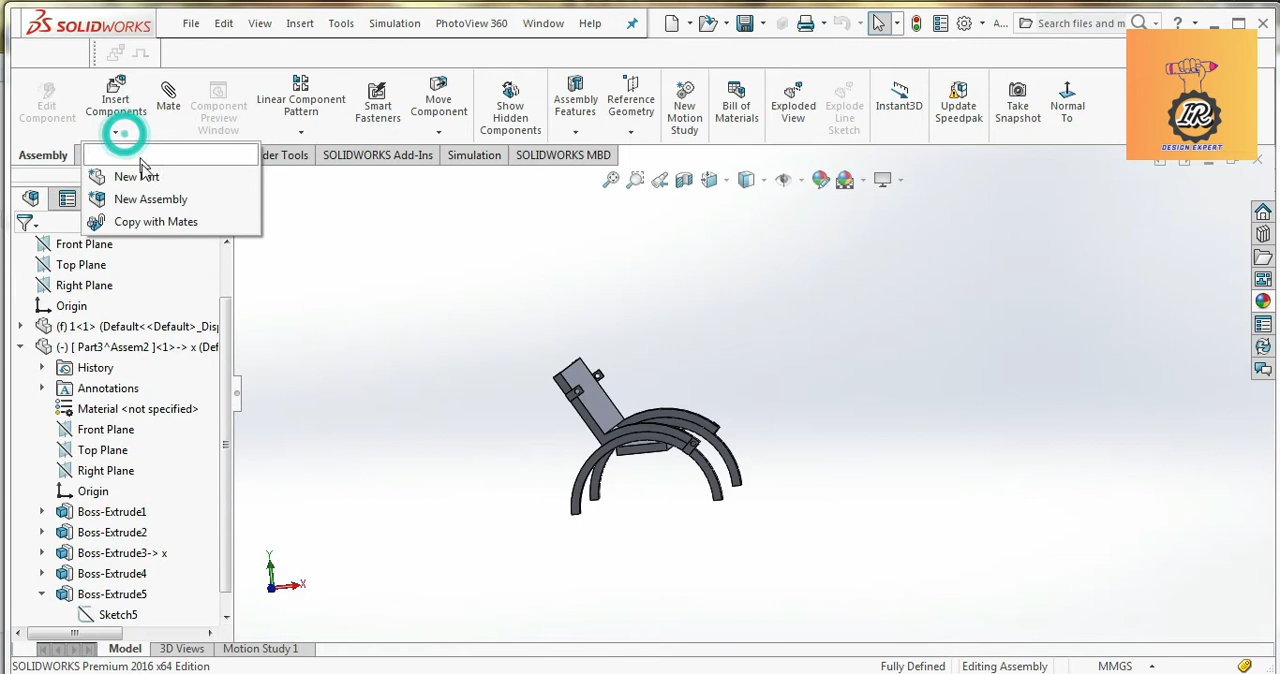 SOLIDWORKS File Edit View Insert Tools Simulation PhotoView 360 Window Help A... Search files and m ?
Edit Component
Insert Components
Mate
Component Preview Window
Linear Component Pattern
Smart Fasteners
Move Component
Show Hidden Components
Assembly Features
Reference Geometry
New Motion Study
Bill of Materials
Exploded View
Explode Line Sketch
Instant3D
Update Speedpak
Take Snapshot
Normal To
IR
DESIGN EXPERT
Assembly der Tools SOLIDWORKS Add-Ins Simulation SOLIDWORKS MBD
New Assembly
Copy with Mates
Front Plane
Top Plane
Right Plane
Origin
(f) 1<1> (Default<<Default>_Disp
(-) [ Part3^Assem2 ]<1>-> x (Def
History
Annotations
Material <not specified>
Front Plane
Top Plane
Right Plane
Origin
Boss-Extrude1
Boss-Extrude2
Boss-Extrude3-> x
Boss-Extrude4
Boss-Extrude5
Sketch5
Y
X
Model 3D Views Motion Study 1
SOLIDWORKS Premium 2016 x64 Edition Fully Defined Editing Assembly MMGS